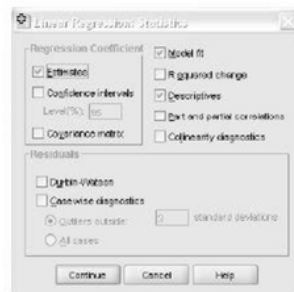 Linear Regression: Statistics
Regression Coefficient
Estimates
Confidence intervals
Level(%): 95
Covariance matrix
Model fit
R squared change
Descriptives
Part and partial correlations
Collinearity diagnostics
Residuals
Durbin-Watson
Casewise diagnostics
Outliers outside: standard deviations
All cases
Continue Cancel Help